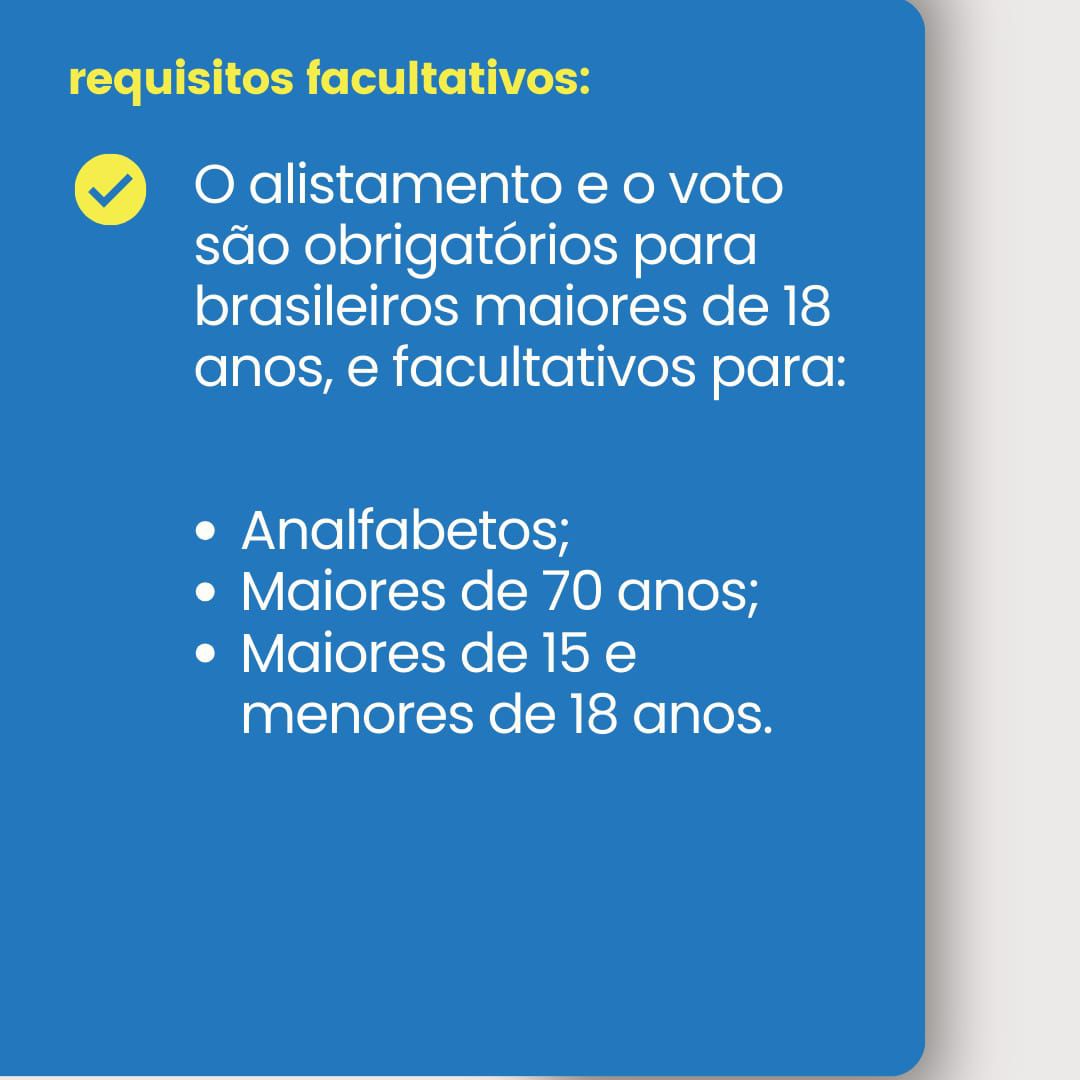 requisitos facultativos:
O alistamento e o voto
são obrigatórios para
brasileiros maiores de 18
anos, e facultativos para:
• Analfabetos;
• Maiores de 70 anos;
• Maiores de 15 e
menores de 18 anos.